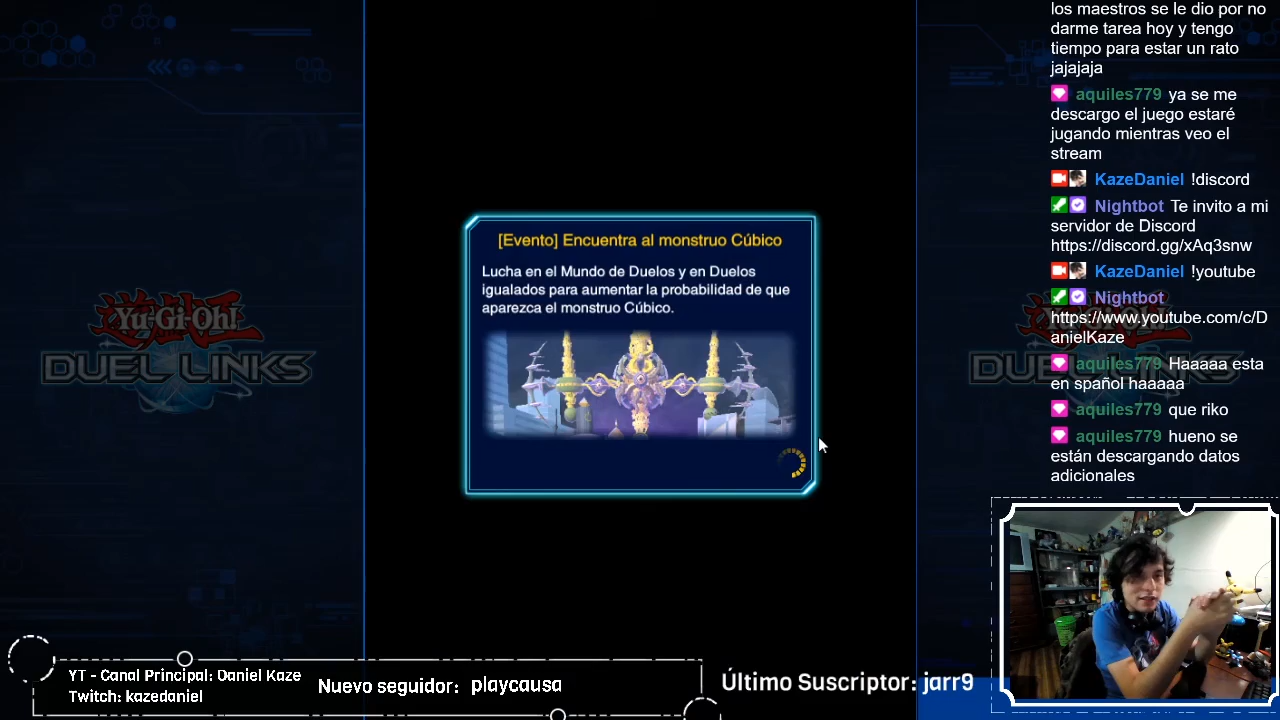 los maestros se le dio por no
darme tarea hoy y tengo
tiempo para estar un rato
jajajaja
aquiles779 ya se me
descargo el juego estaré
jugando mientras veo el
stream
KazeDaniel !discord
Nightbot Te invito a mi
servidor de Discord
https://discord.gg/xAq3snw
KazeDaniel !youtube
Nightbot
https://www.youtube.com/c/D
anielKaze
aquiles779 Haaaaa esta
en español haaaaa
aquiles779 que riko
aquiles779 hueno se
están descargando datos
adicionales
[Evento] Encuentra al monstruo Cúbico
Lucha en el Mundo de Duelos y en Duelos
igualados para aumentar la probabilidad de que
aparezca el monstruo Cúbico.
Yu-Gi-Oh!
DUEL LINKS
Yu-Gi-Oh!
DUEL LINKS
YT - Canal Principal: Daniel Kaze
Twitch: kazedaniel
Nuevo seguidor: playcausa
Último Suscriptor: jarr9